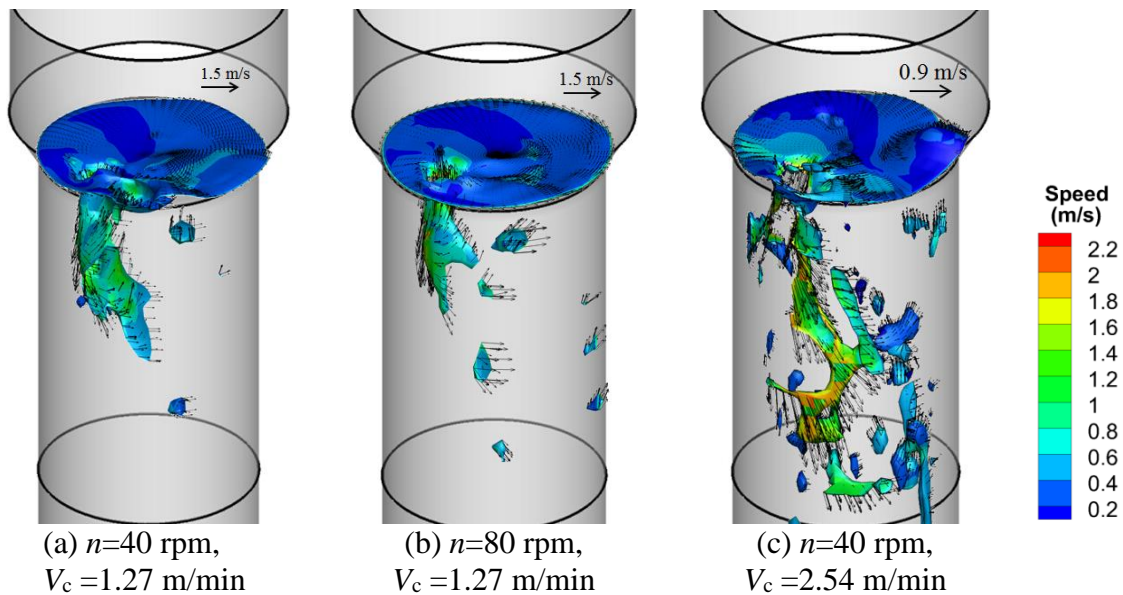 1.5 m/s
1.5 m/s
0.9 m/s
Speed
(m/s)
2.2
2
1.8
1.6
1.4
1.2
1
0.8
0.6
0.4
0.2
(a) n=40 rpm,
Vc =1.27 m/min
(b) n=80 rpm,
Vc =1.27 m/min
(c) n=40 rpm,
Vc =2.54 m/min